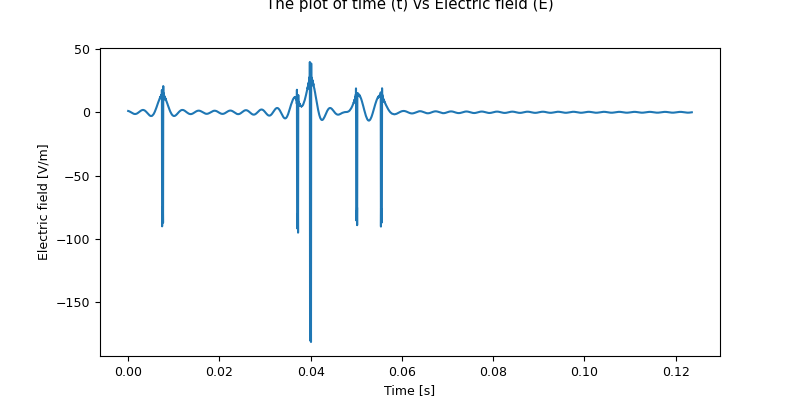 The plot of time (t) vs Electric field (E)
50
0
−50
−100
−150
Electric field [V/m]
0.00 0.02 0.04 0.06 0.08 0.10 0.12
Time [s]